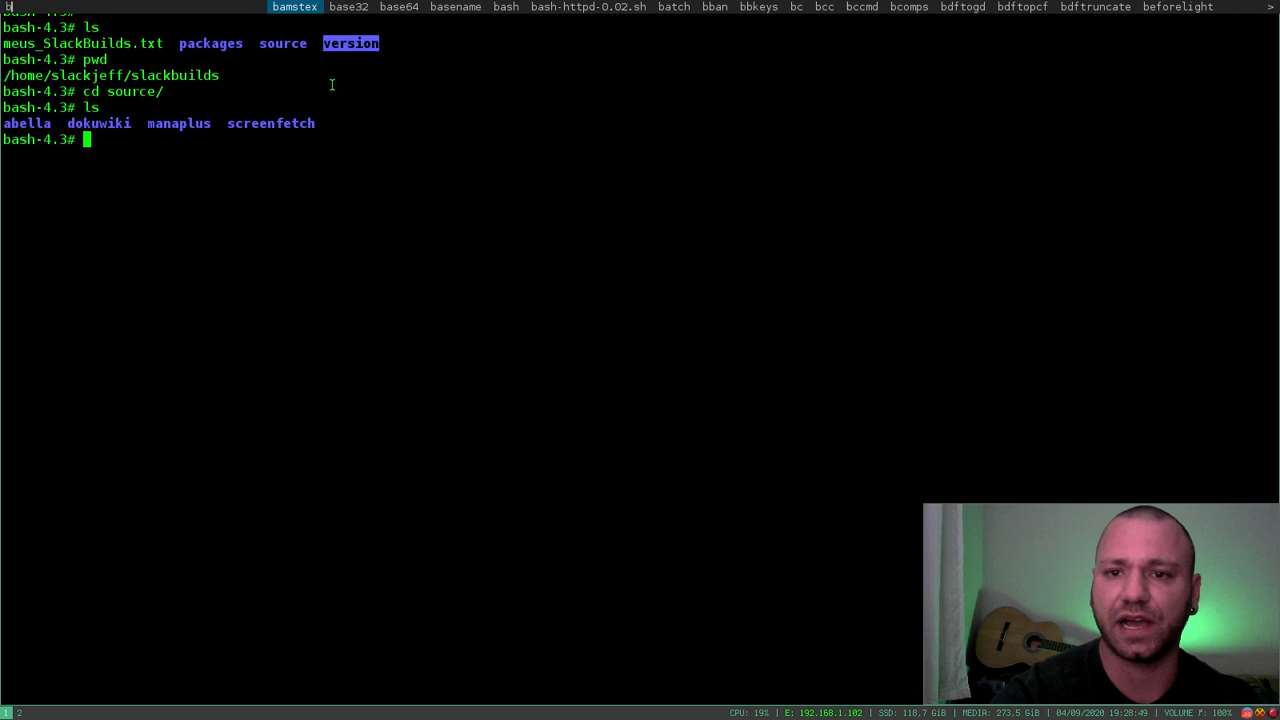 b bamstex base32 base64 basename bash bash-httpd-0.02.sh batch bban bbkeys bc bcc bccmd bcomps bdftogd bdftopcf bdftruncate beforelight >
bash-4.3# ls
meus_SlackBuilds.txt packages source version
bash-4.3# pwd
/home/slackjeff/slackbuilds
bash-4.3# cd source/
bash-4.3# ls
abella dokuwiki manaplus screenfetch
bash-4.3#
1 2 CPU: 19% | E: 192.168.1.102 | SSD: 118,7 GiB | MEDIA: 273,5 GiB | 04/09/2020 19:28:49 | VOLUME ♪: 100%